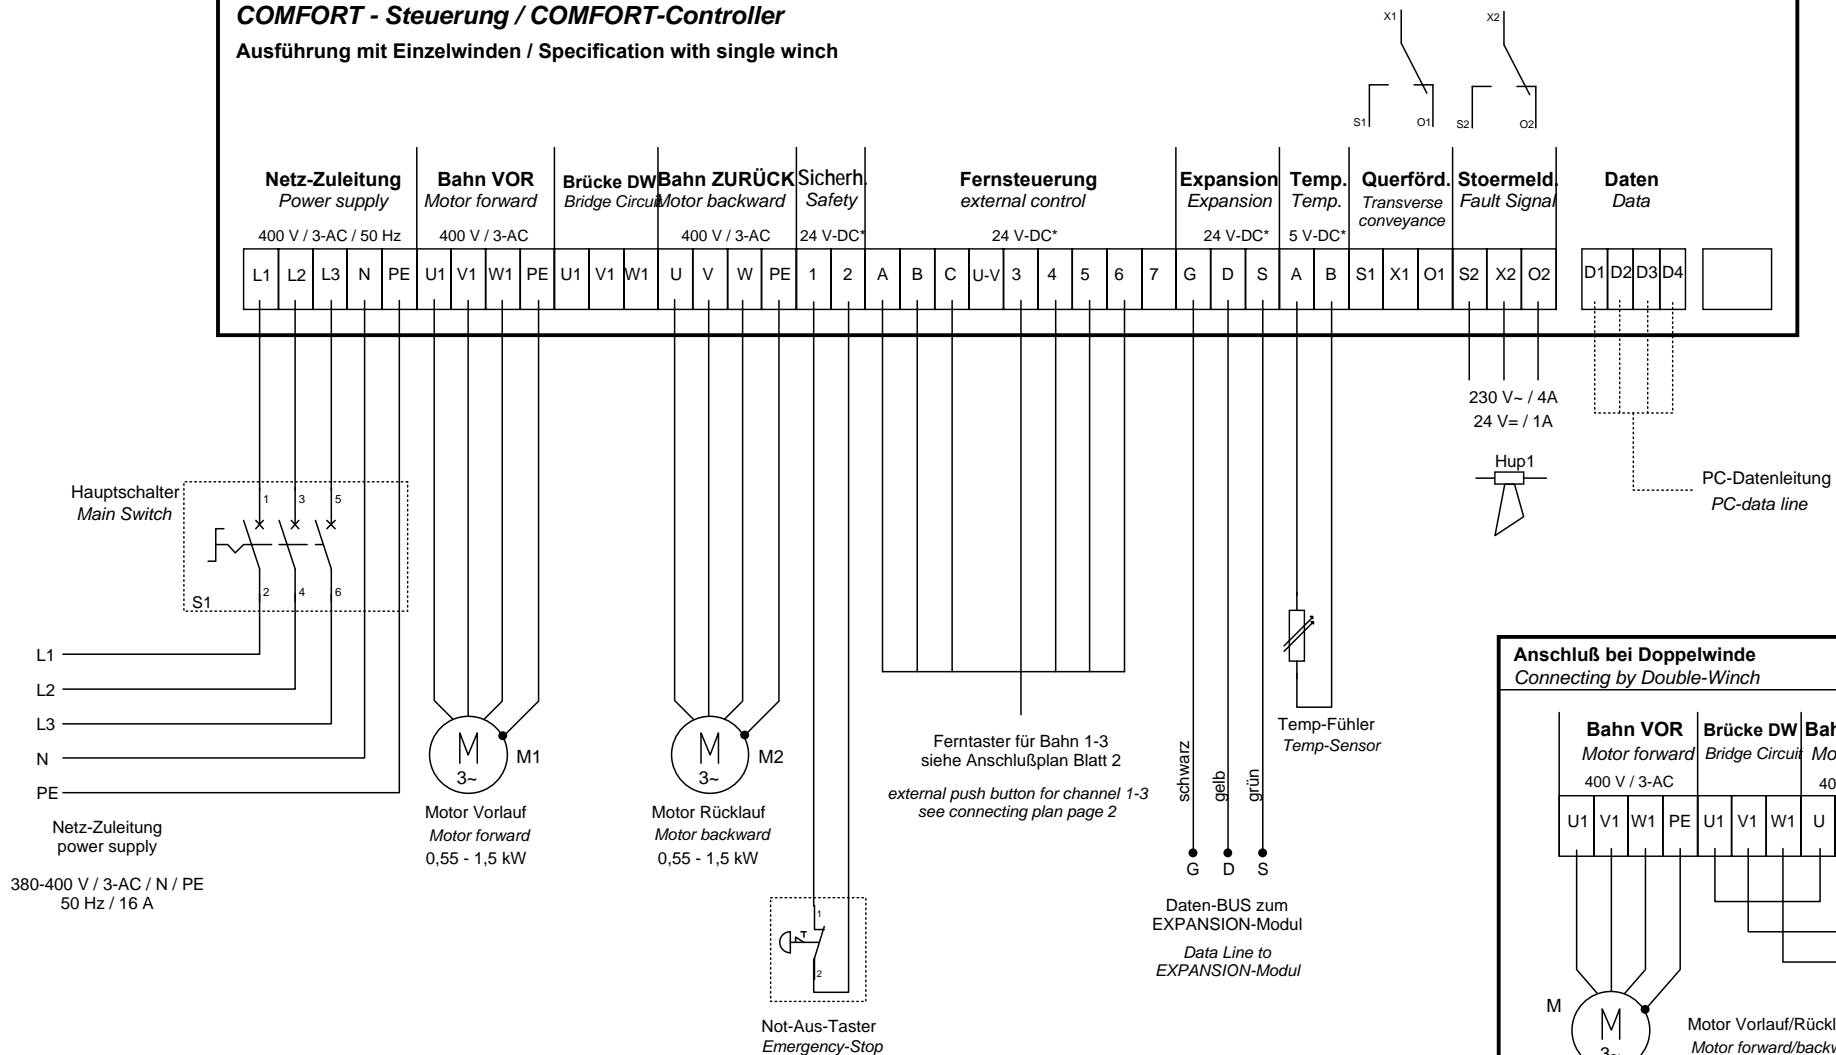 COMFORT - Steuerung / COMFORT-Controller
Ausführung mit Einzelwinden / Specification with single winch
X1 X2
S1 O1 S2 O2
Netz-Zuleitung Bahn VOR Brücke DW Bahn ZURÜCK Sicherh. Fernsteuerung Expansion Temp. Querförd. Stoermeld. Daten
Power supply Motor forward Bridge Circuit Motor backward Safety external control Expansion Temp. Transverse Fault Signal Data
conveyance
400 V / 3-AC / 50 Hz 400 V / 3-AC 400 V / 3-AC 24 V-DC* 24 V-DC* 24 V-DC* 5 V-DC*
L1 L2 L3 N PE U1 V1 W1 PE U1 V1 W1 U V W PE 1 2 A B C U-V 3 4 5 6 7 G D S A B S1 X1 O1 S2 X2 O2 D1 D2 D3 D4
230 V~ / 4A
24 V= / 1A
Hup1
PC-Datenleitung
PC-data line
Hauptschalter
Main Switch
1 3 5
2 4 6
S1
L1
L2
L3
N
PE
Netz-Zuleitung
power supply
380-400 V / 3-AC / N / PE
50 Hz / 16 A
M
3~
M1
Motor Vorlauf
Motor forward
0,55 - 1,5 kW
M
3~
M2
Motor Rücklauf
Motor backward
0,55 - 1,5 kW
1
2
Not-Aus-Taster
Emergency-Stop
Ferntaster für Bahn 1-3
siehe Anschlußplan Blatt 2
external push button for channel 1-3
see connecting plan page 2
schwarz gelb grün
G D S
Daten-BUS zum
EXPANSION-Modul
Data Line to
EXPANSION-Modul
Temp-Fühler
Temp-Sensor
Anschluß bei Doppelwinde
Connecting by Double-Winch
Bahn VOR Brücke DW Bah
Motor forward Bridge Circuit Mo
400 V / 3-AC 40
U1 V1 W1 PE U1 V1 W1 U
M
M
3~
Motor Vorlauf/Rückl
Motor forward/backw